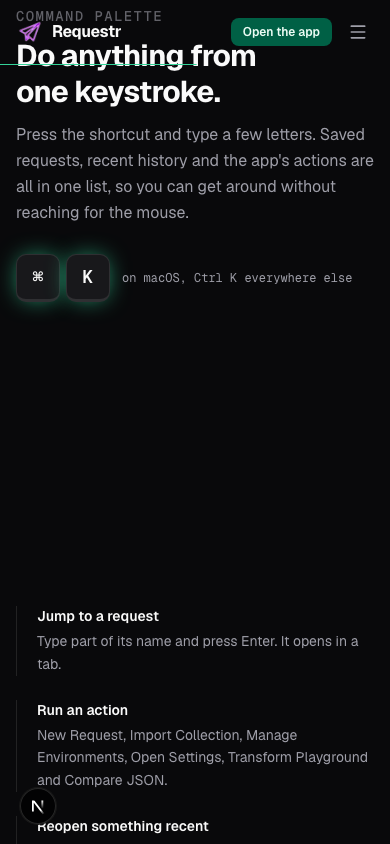 COMMAND PALETTE
Requestr
Open the app
Do anything from
one keystroke.
Press the shortcut and type a few letters. Saved
requests, recent history and the app's actions are
all in one list, so you can get around without
reaching for the mouse.
⌘ K on macOS, Ctrl K everywhere else
Jump to a request
Type part of its name and press Enter. It opens in a
tab.
Run an action
New Request, Import Collection, Manage
Environments, Open Settings, Transform Playground
and Compare JSON.
N
Reopen something recent